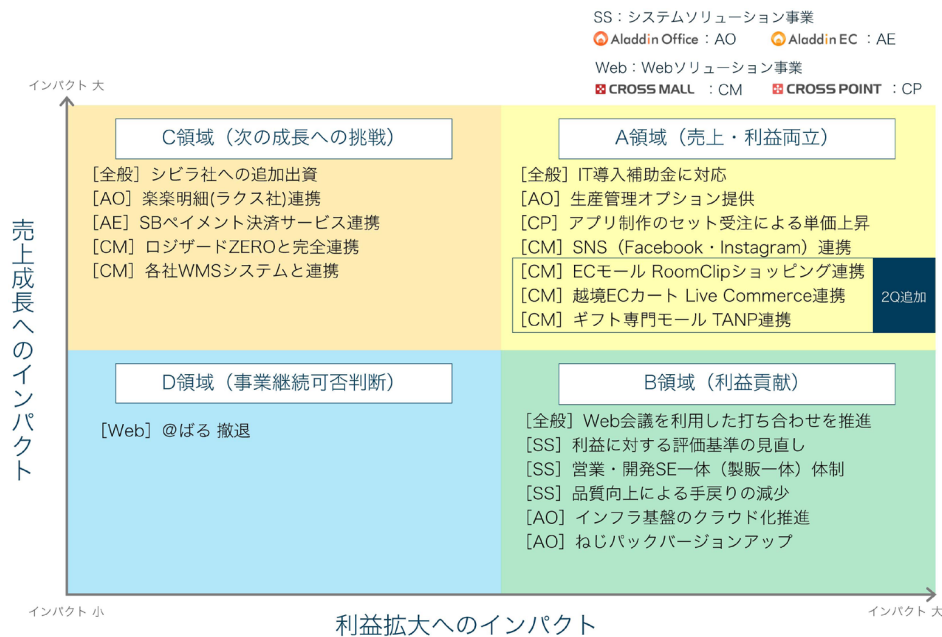 SS：システムソリューション事業
Aladdin Office：AO Aladdin EC：AE
Web：Webソリューション事業
CROSS MALL ：CM CROSS POINT ：CP
インパクト 大
売上成長へのインパクト
C領域（次の成長への挑戦）
［全般］シビラ社への追加出資
［AO］楽楽明細(ラクス社)連携
［AE］SBペイメント決済サービス連携
［CM］ロジザードZEROと完全連携
［CM］各社WMSシステムと連携
A領域（売上・利益両立）
［全般］IT導入補助金に対応
［AO］生産管理オプション提供
［CP］アプリ制作のセット受注による単価上昇
［CM］SNS（Facebook・Instagram）連携
［CM］ECモール RoomClipショッピング連携
［CM］越境ECカート Live Commerce連携
［CM］ギフト専門モール TANP連携
2Q追加
D領域（事業継続可否判断）
［Web］@ばる 撤退
B領域（利益貢献）
［全般］Web会議を利用した打ち合わせを推進
［SS］利益に対する評価基準の見直し
［SS］営業・開発SE一体（製販一体）体制
［SS］品質向上による手戻りの減少
［AO］インフラ基盤のクラウド化推進
［AO］ねじパックバージョンアップ
インパクト 小
利益拡大へのインパクト
インパクト 大